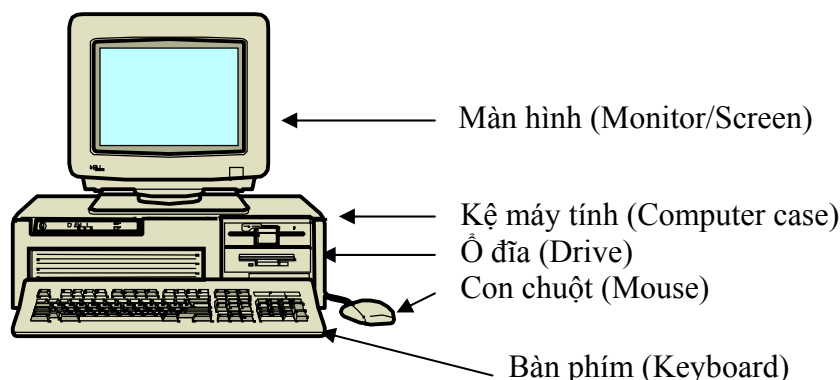 Màn hình (Monitor/Screen)
Kệ máy tính (Computer case)
Ổ đĩa (Drive)
Con chuột (Mouse)
Bàn phím (Keyboard)